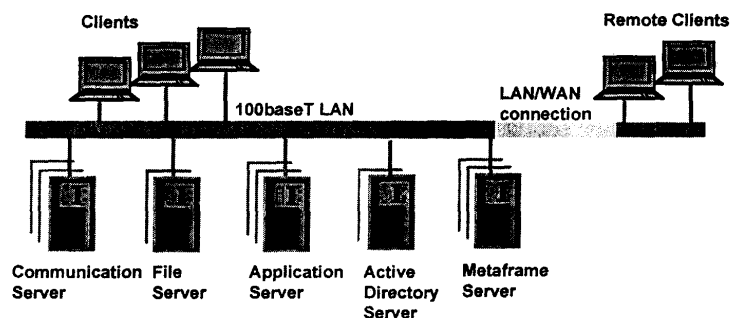 Clients
Remote Clients
100baseT LAN
LAN/WAN
connection
Communication
Server
File
Server
Application
Server
Active
Directory
Server
Metaframe
Server